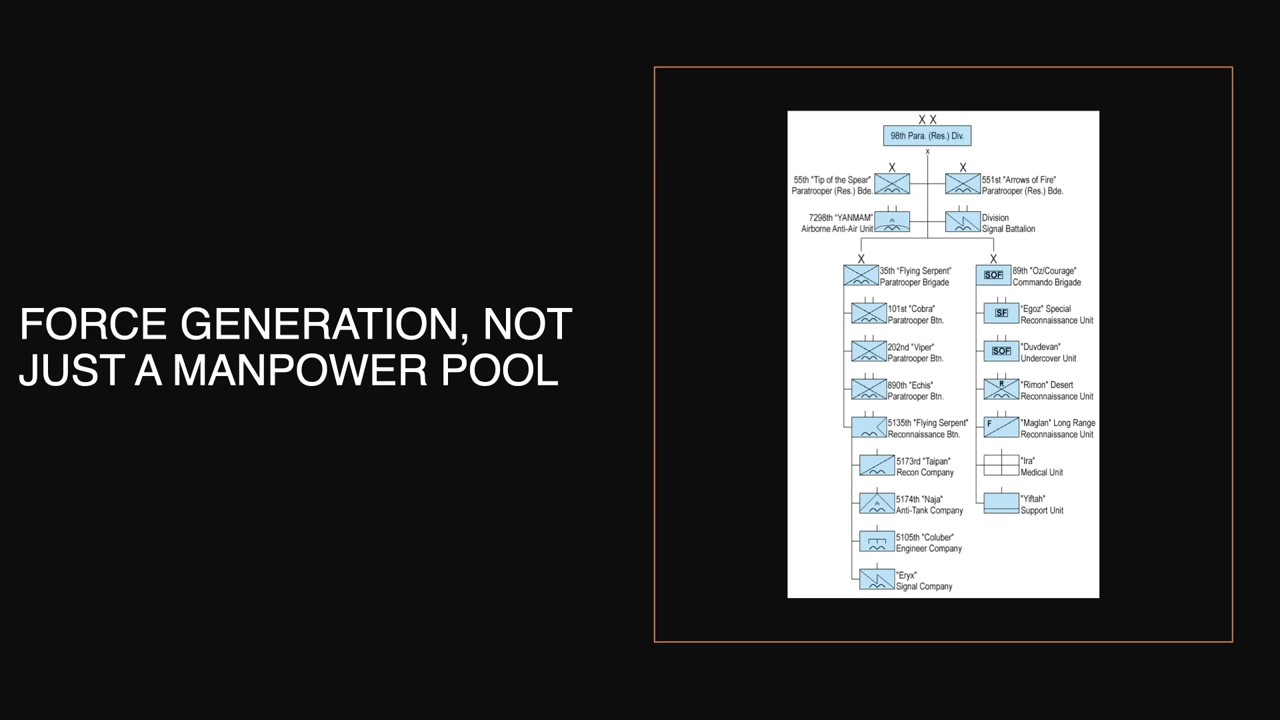 FORCE GENERATION, NOT
JUST A MANPOWER POOL
X X
98th Para. (Res.) Div.
x
X
55th "Tip of the Spear"
Paratrooper (Res.) Bde.
X
551st "Arrows of Fire"
Paratrooper (Res.) Bde.
7298th "YANMAM"
Airborne Anti-Air Unit
Division
Signal Battalion
X
35th "Flying Serpent"
Paratrooper Brigade
101st "Cobra"
Paratrooper Btn.
202nd "Viper"
Paratrooper Btn.
890th "Echis"
Paratrooper Btn.
5135th "Flying Serpent"
Reconnaissance Btn.
5173rd "Taipan"
Recon Company
5174th "Naja"
Anti-Tank Company
5105th "Coluber"
Engineer Company
"Eryx"
Signal Company
X
SOF
89th "Oz/Courage"
Commando Brigade
SF
"Egoz" Special
Reconnaissance Unit
SOF
"Duvdevan"
Undercover Unit
R
"Rimon" Desert
Reconnaissance Unit
F
"Maglan" Long Range
Reconnaissance Unit
"Ira"
Medical Unit
"Yiftah"
Support Unit